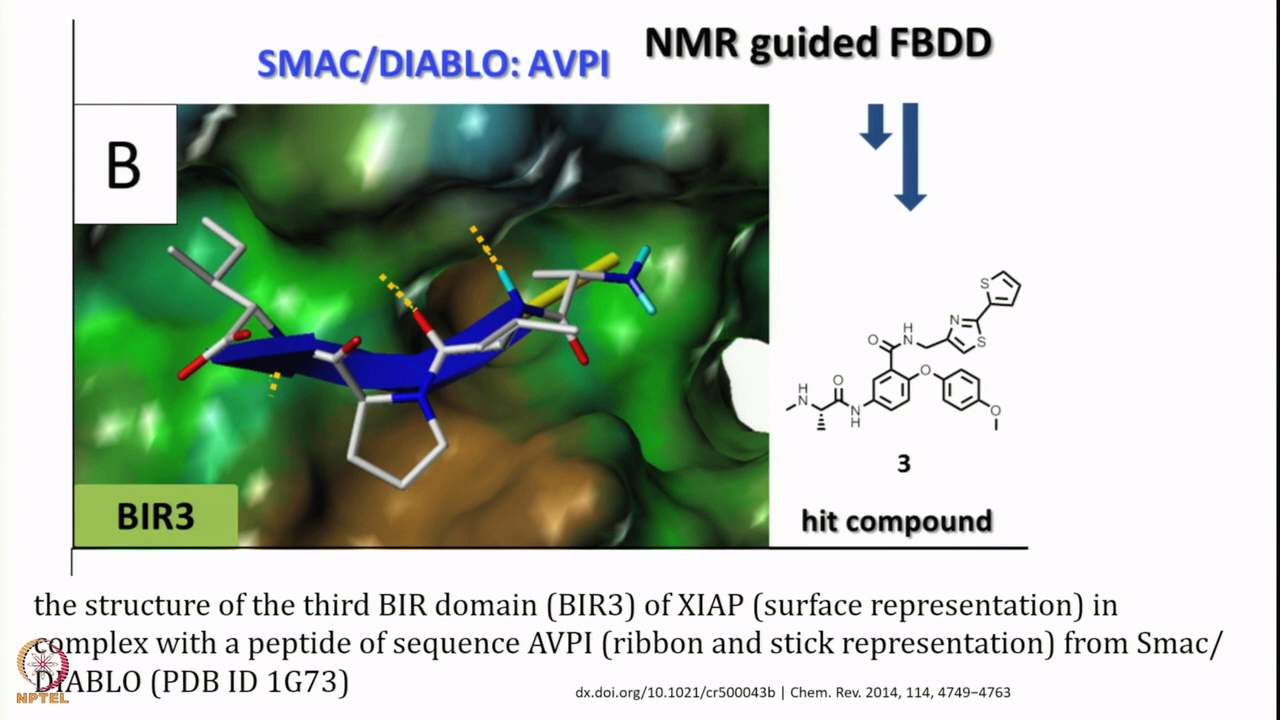 SMAC/DIABLO: AVPI
NMR guided FBDD
B
BIR3
S
N
S
O
H
N
O
O
H
N
O
N
H
3
hit compound
the structure of the third BIR domain (BIR3) of XIAP (surface representation) in
complex with a peptide of sequence AVPI (ribbon and stick representation) from Smac/
DIABLO (PDB ID 1G73)
NPTEL
dx.doi.org/10.1021/cr500043b | Chem. Rev. 2014, 114, 4749−4763